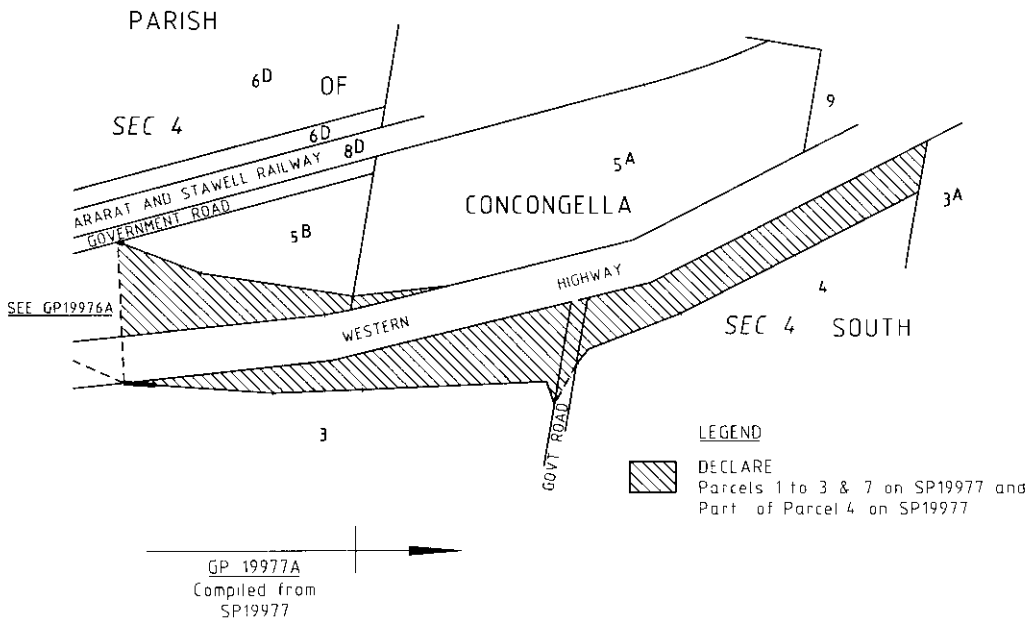 PARISH
6D
OF
SEC 4
6D
8D
ARARAT AND STAWELL RAILWAY
GOVERNMENT ROAD
9
5A
3A
CONCONGELLA
5B
HIGHWAY
SEE GP19976A
WESTERN
4
SEC 4 SOUTH
3
GOVT ROAD
LEGEND
DECLARE
Parcels 1 to 3 & 7 on SP19977 and
Part of Parcel 4 on SP19977
GP 19977A
Compiled from
SP19977